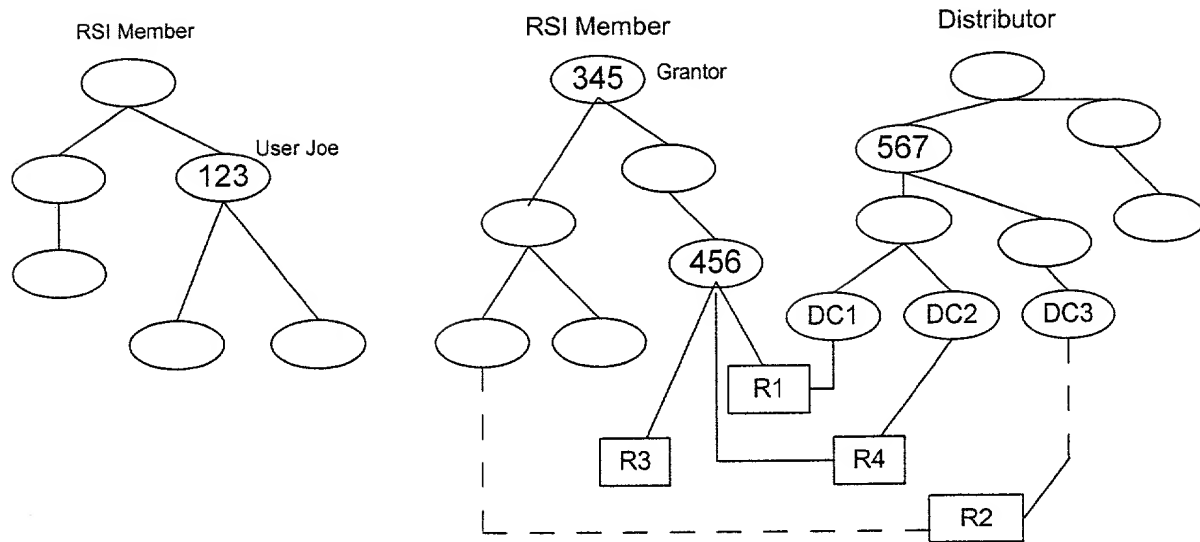 RSI Member
RSI Member
Distributor
345
Grantor
User Joe
123
567
456
DC1
DC2
DC3
R1
R3
R4
R2